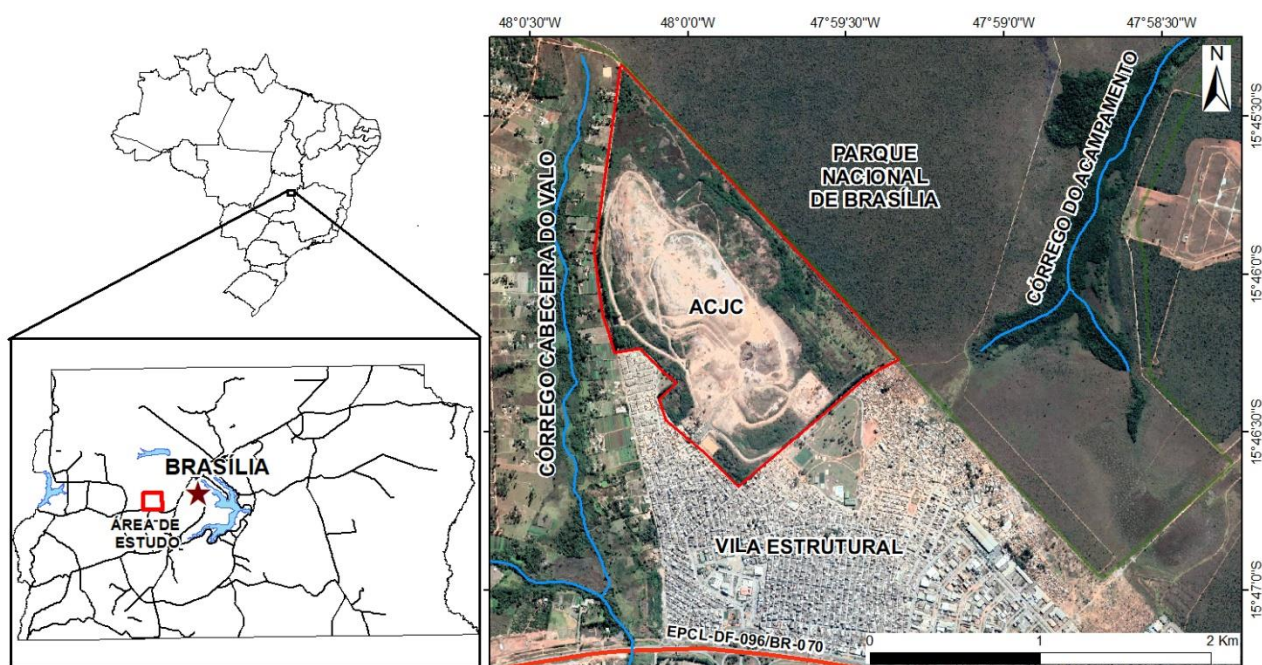 48°0'30"W
48°0'0"W
47°59'30"W
47°59'0"W
47°58'30"W
N
15°45'30"S
15°46'0"S
15°46'30"S
15°47'0"S
CÓRREGO CABECEIRA DO VALO
PARQUE
NACIONAL
DE BRASÍLIA
CÓRREGO DO ACAMPAMENTO
ACJC
VILA ESTRUTURAL
EPCL-DF-096/BR-070
0
1
2 Km
BRASÍLIA
ÁREA DE
ESTUDO